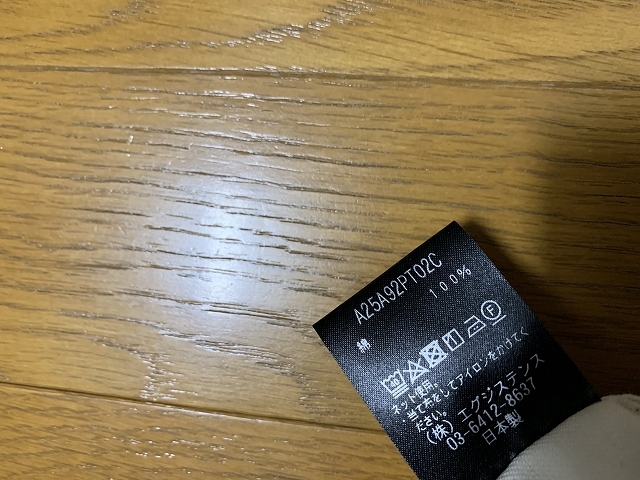 A25A92PT02C
綿 100%
ネット使用。
・当て布をしてアイロンをかけてく
ださい。
(株) エグジステンス
03-6412-8637
日本製